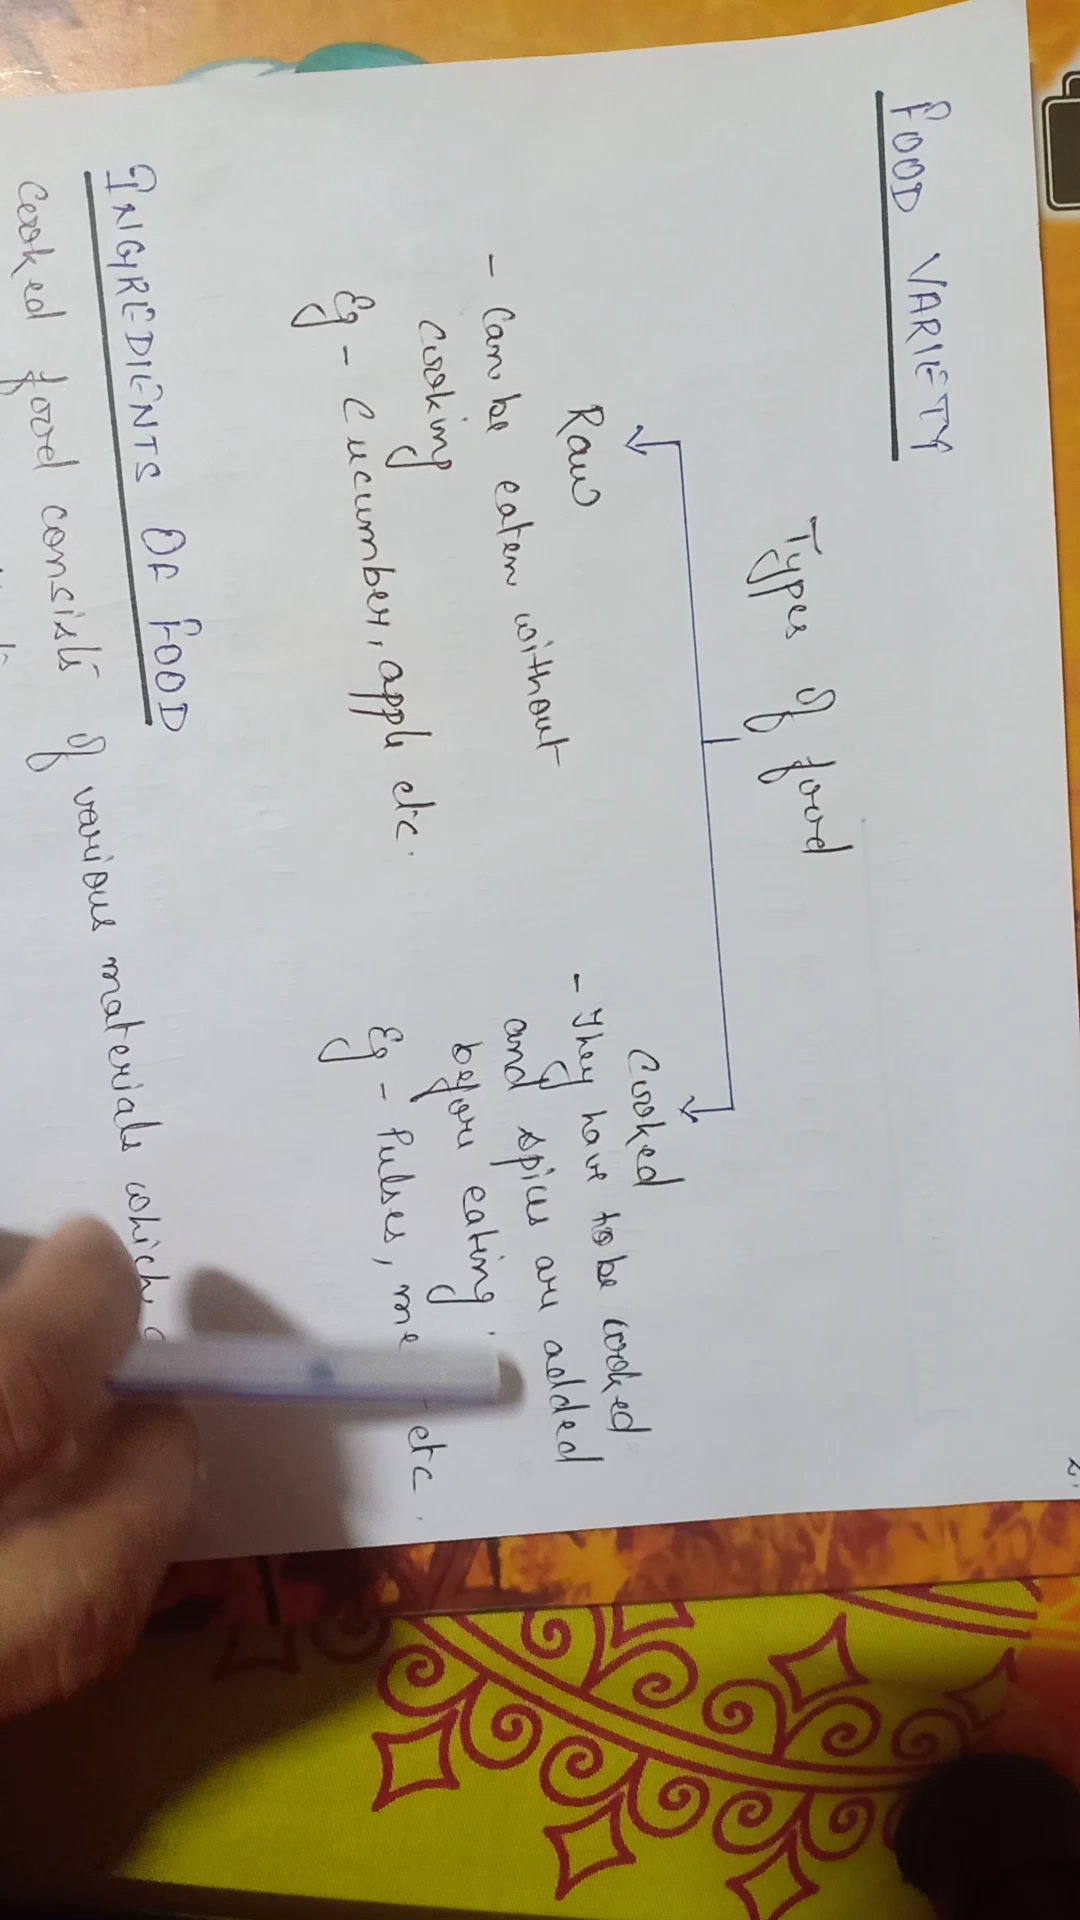 FOOD VARIETY
Types of food
Raw
- Can be eaten without
cooking
Eg - Cucumber, apple etc.
Cooked
- They have to be cooked
and spices are added
before eating.
Eg - Pulses, etc.
INGREDIENTS OF FOOD
Cooked food consists of various materials which